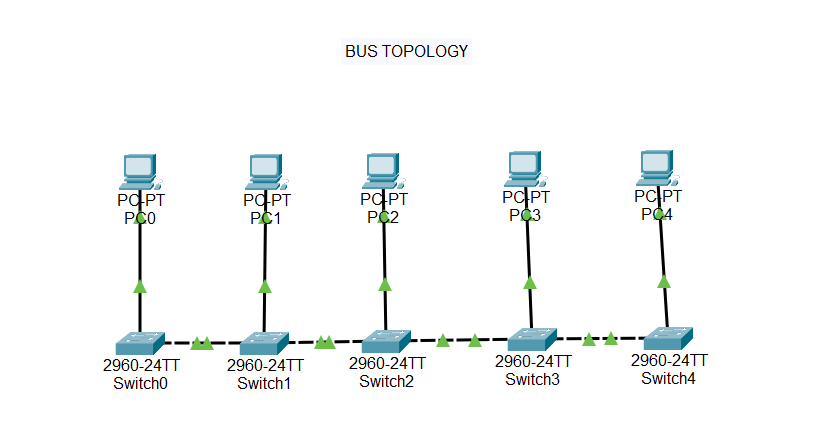 BUS TOPOLOGY
PC-PT
PC0
PC-PT
PC1
PC-PT
PC2
PC-PT
PC3
PC-PT
PC4
2960-24TT
Switch0
2960-24TT
Switch1
2960-24TT
Switch2
2960-24TT
Switch3
2960-24TT
Switch4